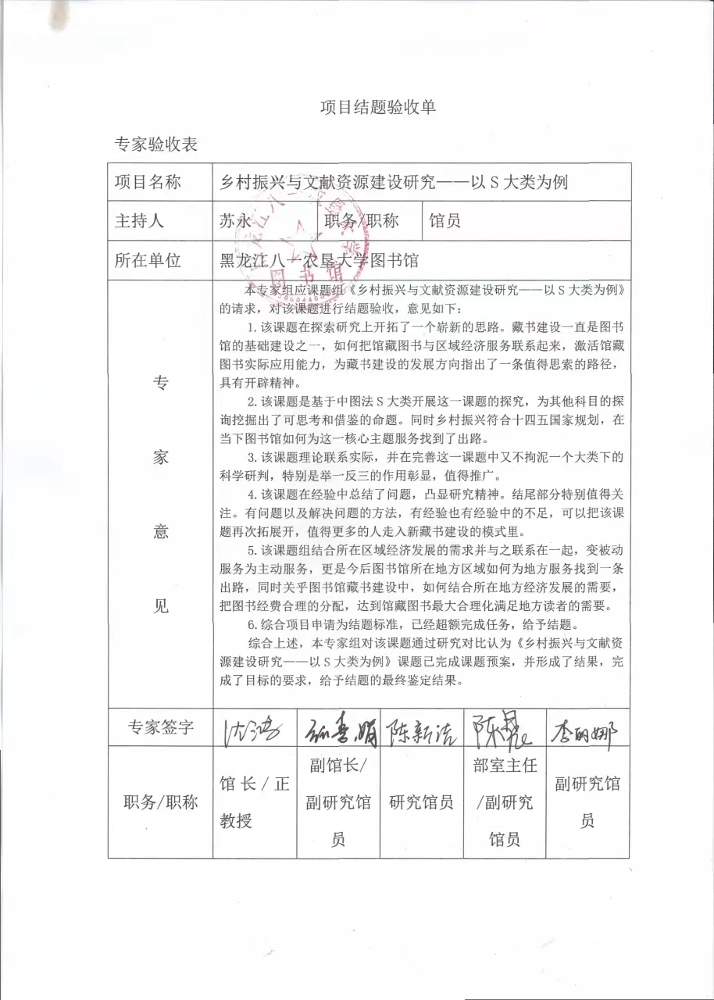 项目结题验收单
专家验收表
项目名称 乡村振兴与文献资源建设研究——以 S 大类为例
主持人 苏永 职务/职称 馆员
所在单位 黑龙江八一农垦大学图书馆
本专家组应课题组《乡村振兴与文献资源建设研究——以 S 大类为例》
的请求，对该课题进行结题验收，意见如下：
1.该课题在探索研究上开拓了一个崭新的思路。藏书建设一直是图书
馆的基础建设之一，如何把馆藏图书与区域经济服务联系起来，激活馆藏
图书实际应用能力，为藏书建设的发展方向指出了一条值得思索的路径，
具有开辟精神。
2.该课题是基于中图法 S 大类开展这一课题的探究，为其他科目的探
询挖掘出了可思考和借鉴的命题。同时乡村振兴符合十四五国家规划，在
当下图书馆如何为这一核心主题服务找到了出路。
3.该课题理论联系实际，并在完善这一课题中又不拘泥一个大类下的
科学研判，特别是举一反三的作用彰显，值得推广。
4.该课题在经验中总结了问题，凸显研究精神。结尾部分特别值得关
注。有问题以及解决问题的方法，有经验也有经验中的不足，可以把该课
题再次拓展开，值得更多的人走入新藏书建设的模式里。
5.该课题组结合所在区域经济发展的需求并与之联系在一起，变被动
服务为主动服务，更是今后图书馆所在地方区域如何为地方服务找到一条
出路，同时关乎图书馆藏书建设中，如何结合所在地方经济发展的需要，
把图书经费合理的分配，达到馆藏图书最大合理化满足地方读者的需要。
6.综合项目申请为结题标准，已经超额完成任务，给予结题。
综合上述，本专家组对该课题通过研究对比认为《乡村振兴与文献资
源建设研究——以 S 大类为例》课题已完成课题预案，并形成了结果，完
成了目标的要求，给予结题的最终鉴定结果。
专
家
意
见
图书馆
专家签字 沈 陈新 陈 李丽娜
职务/职称
馆长/正
教授
副馆长/
副研究馆
员
研究馆员
部室主任
/副研究
馆员
副研究馆
员